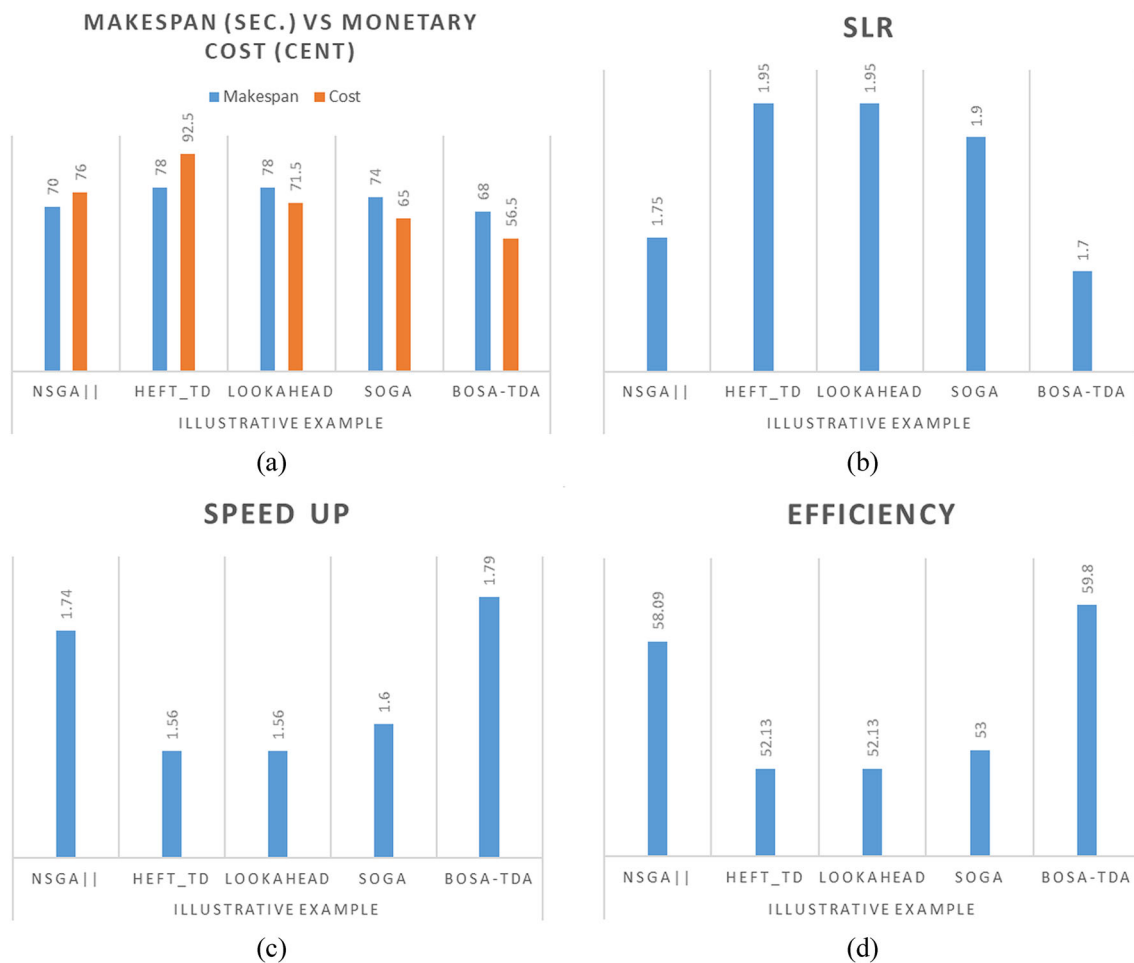 MAKESPAN (SEC.) VS MONETARY
COST (CENT)
Makespan Cost
70 76 78 92.5 78 71.5 74 65 68 56.5
NSGA|| HEFT_TD LOOKAHEAD SOGA BOSA-TDA
ILLUSTRATIVE EXAMPLE
(a)
SLR
1.75 1.95 1.95 1.9 1.7
NSGA|| HEFT_TD LOOKAHEAD SOGA BOSA-TDA
ILLUSTRATIVE EXAMPLE
(b)
SPEED UP
1.74 1.56 1.56 1.6 1.79
NSGA|| HEFT_TD LOOKAHEAD SOGA BOSA-TDA
ILLUSTRATIVE EXAMPLE
(c)
EFFICIENCY
58.09 52.13 52.13 53 59.8
NSGA|| HEFT_TD LOOKAHEAD SOGA BOSA-TDA
ILLUSTRATIVE EXAMPLE
(d)